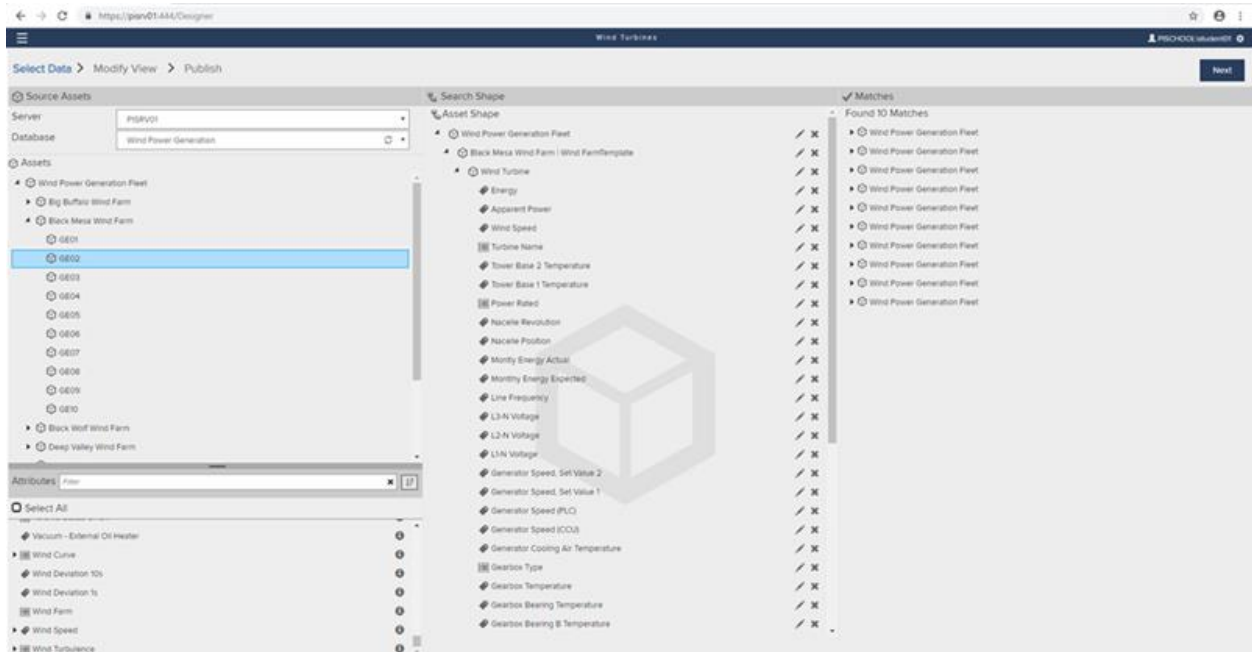 https://pisrv01:444/Designer
Wind Turbines
PISCHOOL\student01
Select Data > Modify View > Publish
Next
Source Assets
Server
PISRV01
Database
Wind Power Generation
Assets
Wind Power Generation Fleet
Big Buffalo Wind Farm
Black Mesa Wind Farm
GE01
GE02
GE03
GE04
GE05
GE06
GE07
GE08
GE09
GE10
Black Wolf Wind Farm
Deep Valley Wind Farm
Attributes Filter
Select All
Vacuum - External Oil Heater
Wind Curve
Wind Deviation 10s
Wind Deviation 1s
Wind Farm
Wind Speed
Wind Turbulence
Search Shape
Asset Shape
Wind Power Generation Fleet
Black Mesa Wind Farm | Wind FarmTemplate
Wind Turbine
Energy
Apparent Power
Wind Speed
Turbine Name
Tower Base 2 Temperature
Tower Base 1 Temperature
Power Rated
Nacelle Revolution
Nacelle Position
Montly Energy Actual
Monthly Energy Expected
Line Frequency
L3-N Voltage
L2-N Voltage
L1-N Voltage
Generator Speed, Set Value 2
Generator Speed, Set Value 1
Generator Speed (PLC)
Generator Speed (CCU)
Generator Cooling Air Temperature
Gearbox Type
Gearbox Temperature
Gearbox Bearing Temperature
Gearbox Bearing B Temperature
Matches
Found 10 Matches
Wind Power Generation Fleet
Wind Power Generation Fleet
Wind Power Generation Fleet
Wind Power Generation Fleet
Wind Power Generation Fleet
Wind Power Generation Fleet
Wind Power Generation Fleet
Wind Power Generation Fleet
Wind Power Generation Fleet
Wind Power Generation Fleet